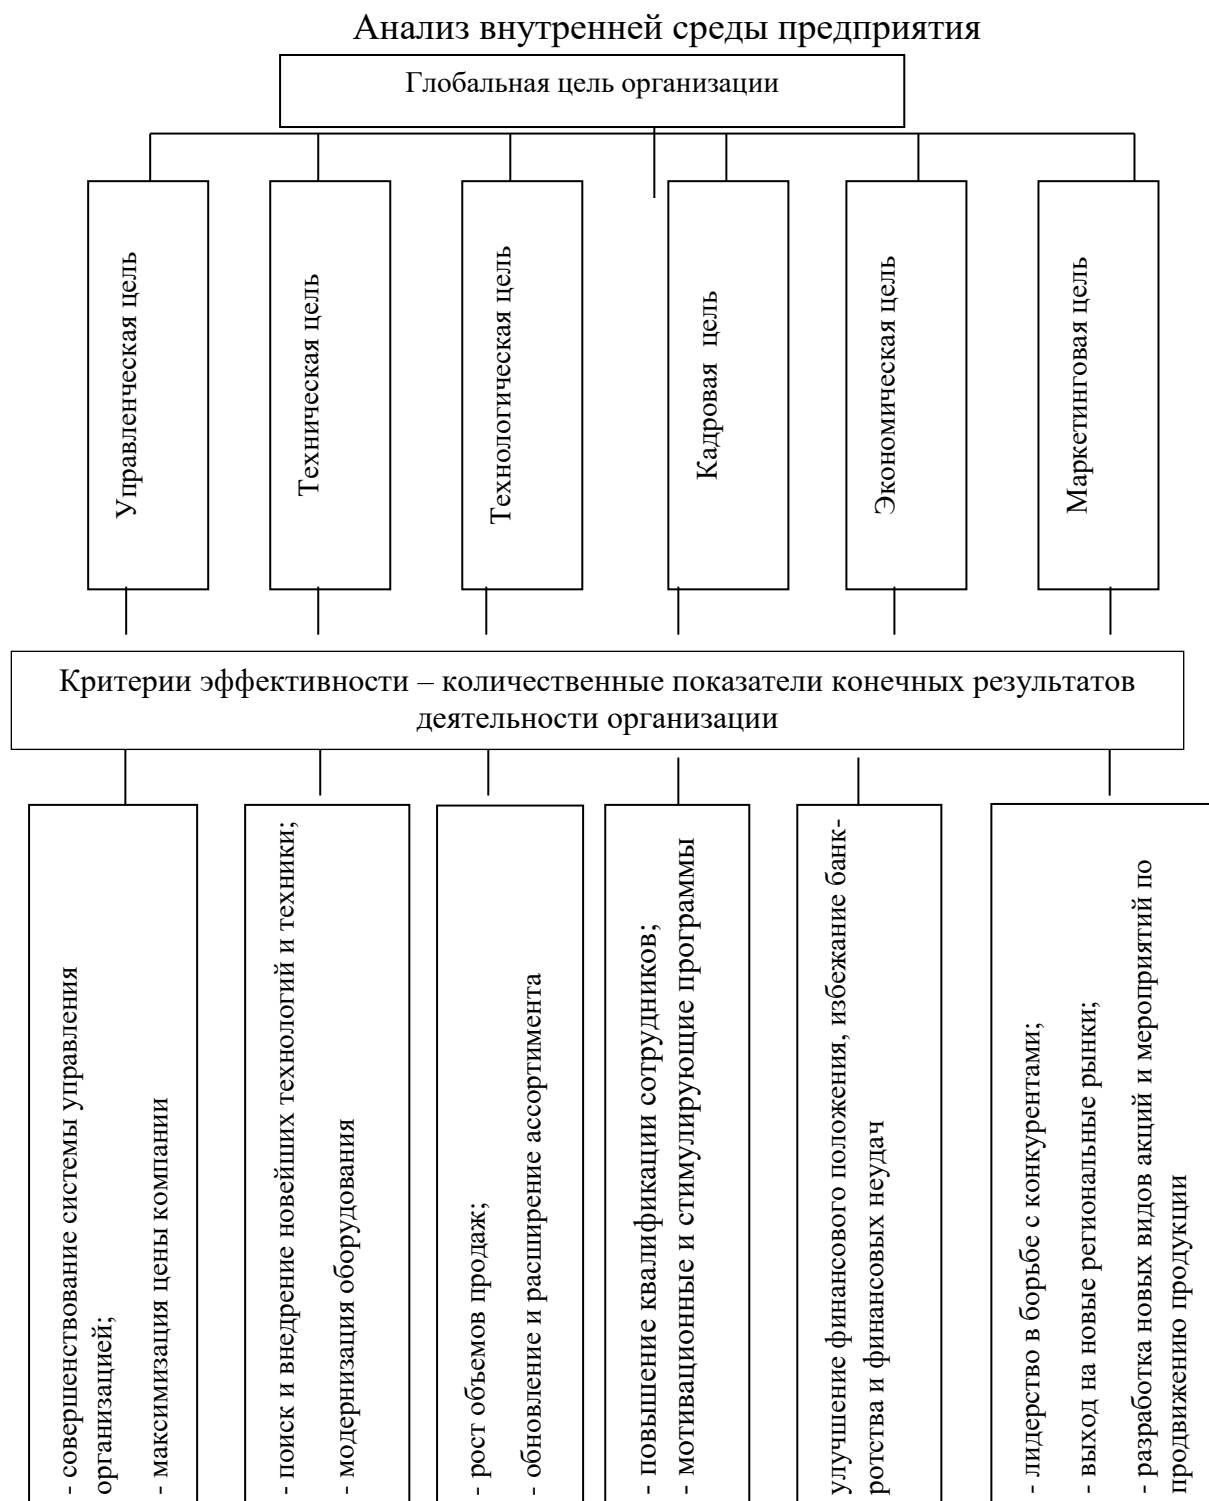 Анализ внутренней среды предприятия
Глобальная цель организации
Управленческая цель
Техническая цель
Технологическая цель
Кадровая цель
Экономическая цель
Маркетинговая цель
Критерии эффективности – количественные показатели конечных результатов
деятельности организации
- совершенствование системы управления
организацией;
- максимизация цены компании
- поиск и внедрение новейших технологий и техники;
- модернизация оборудования
- рост объемов продаж;
- обновление и расширение ассортимента
- повышение квалификации сотрудников;
- мотивационные и стимулирующие программы
улучшение финансового положения, избежание банк-
ротства и финансовых неудач
- лидерство в борьбе с конкурентами;
- выход на новые региональные рынки;
- разработка новых видов акций и мероприятий по
продвижению продукции